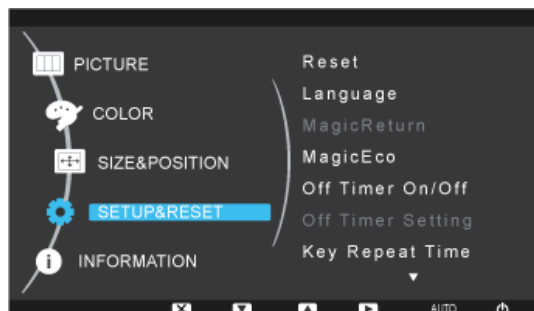 PICTURE
COLOR
SIZE&POSITION
SETUP&RESET
INFORMATION
Reset
Language
MagicReturn
MagicEco
Off Timer On/Off
Off Timer Setting
Key Repeat Time
AUTO